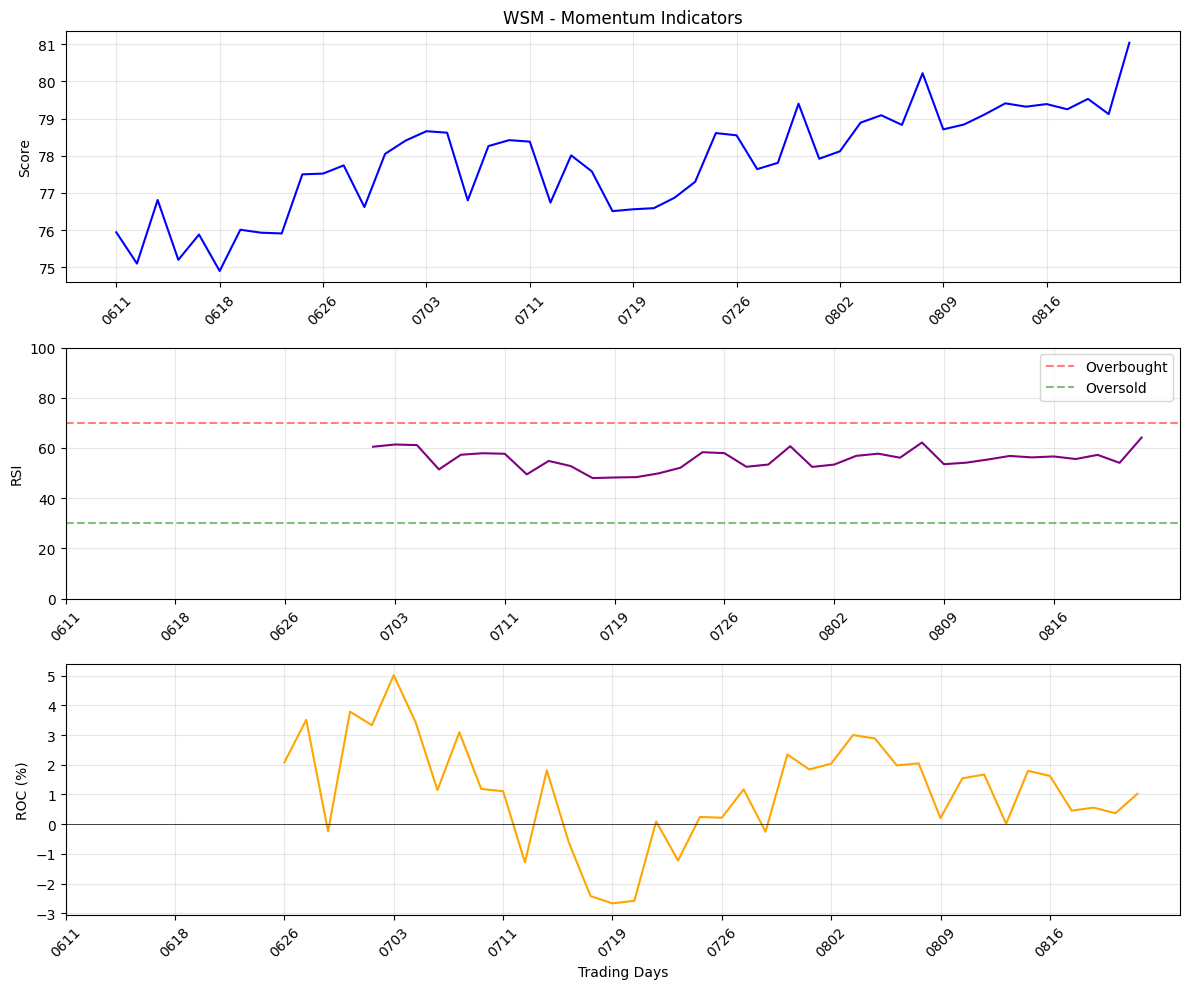 WSM - Momentum Indicators
Score
81
80
79
78
77
76
75
0611 0618 0626 0703 0711 0719 0726 0802 0809 0816
RSI
100
80
60
40
20
0
Overbought
Oversold
0611 0618 0626 0703 0711 0719 0726 0802 0809 0816
ROC (%)
5
4
3
2
1
0
−1
−2
−3
0611 0618 0626 0703 0711 0719 0726 0802 0809 0816
Trading Days